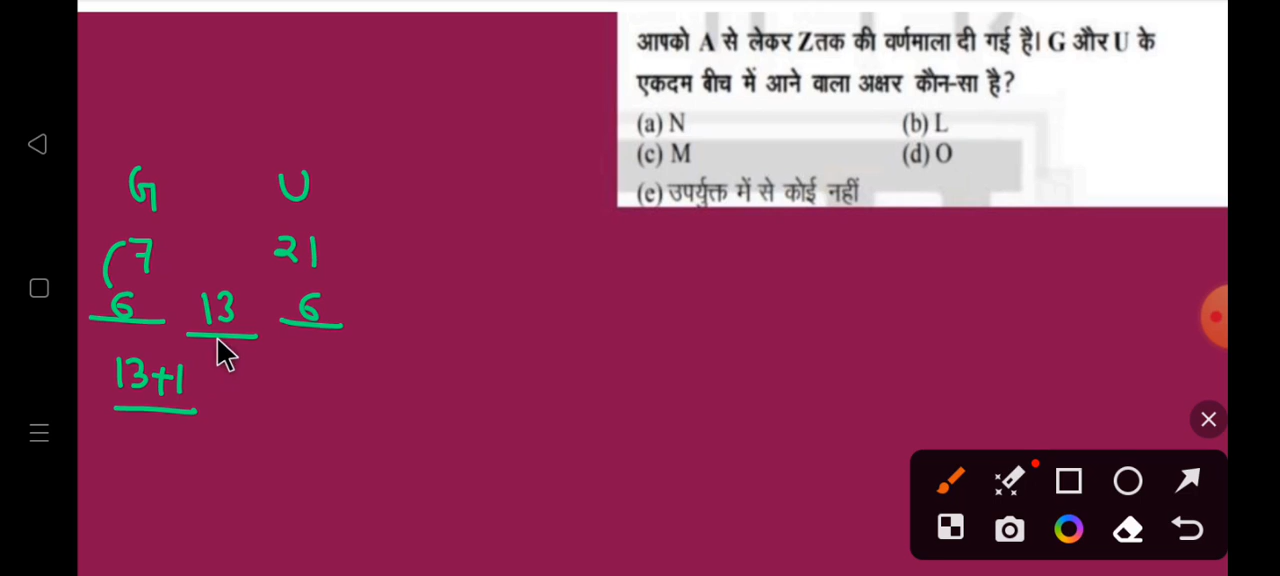 आपको A से लेकर Z तक की वर्णमाला दी गई है। G और U के
एकदम बीच में आने वाला अक्षर कौन-सा है?
(a) N (b) L
(c) M (d) O
(e) उपर्युक्त में से कोई नहीं
G U
(7 21
6 13 6
13+1